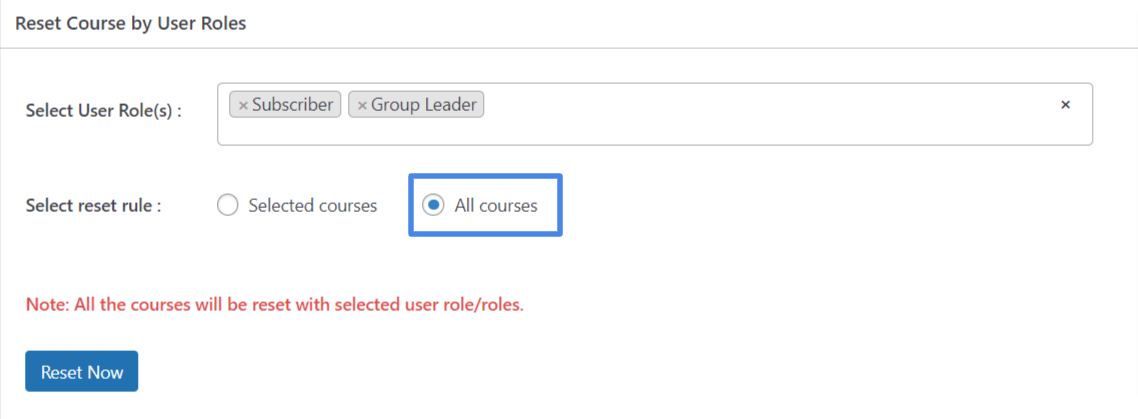 Reset Course by User Roles
Select User Role(s) : × Subscriber × Group Leader ×
Select reset rule : Selected courses All courses
Note: All the courses will be reset with selected user role/roles.
Reset Now